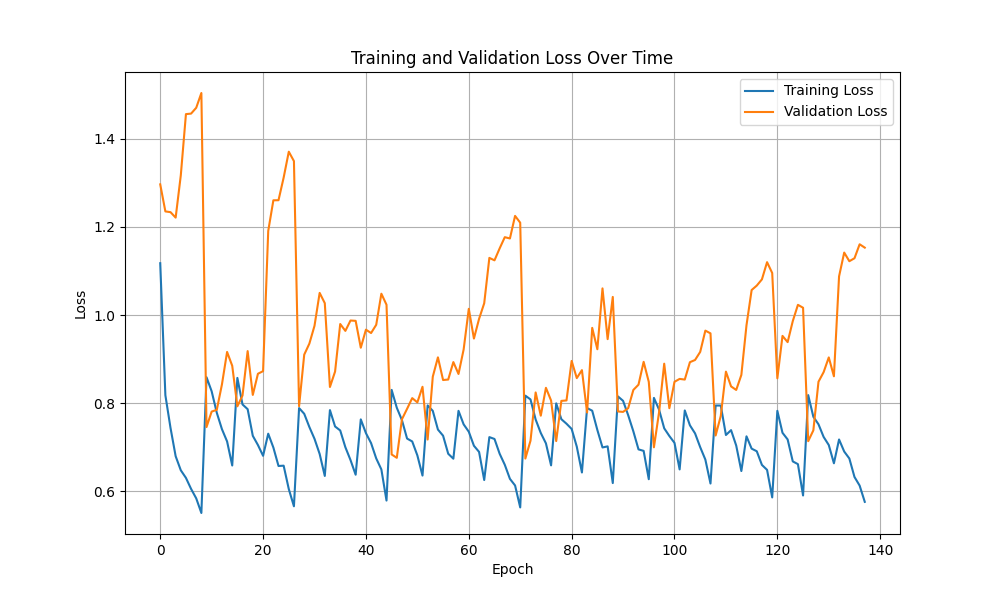 Training and Validation Loss Over Time
Training Loss
Validation Loss
1.4
1.2
1.0
0.8
0.6
Loss
0 20 40 60 80 100 120 140
Epoch